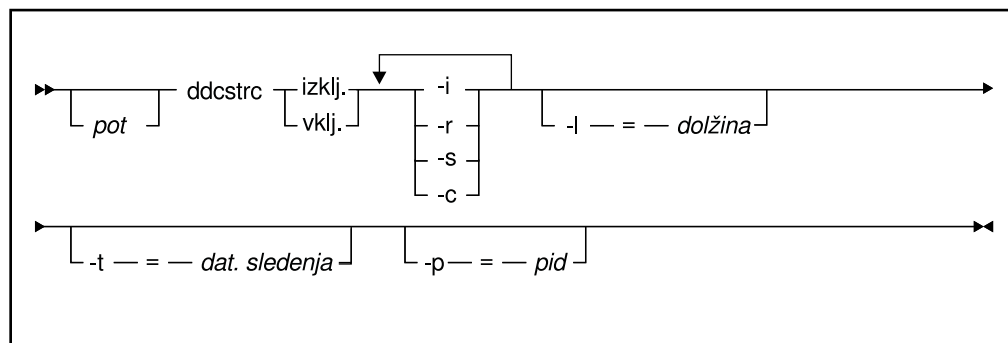 ddcstrc izklj. -i
pot vklj. -r -l = dolžina
-s
-c
-t = dat. sledenja -p = pid